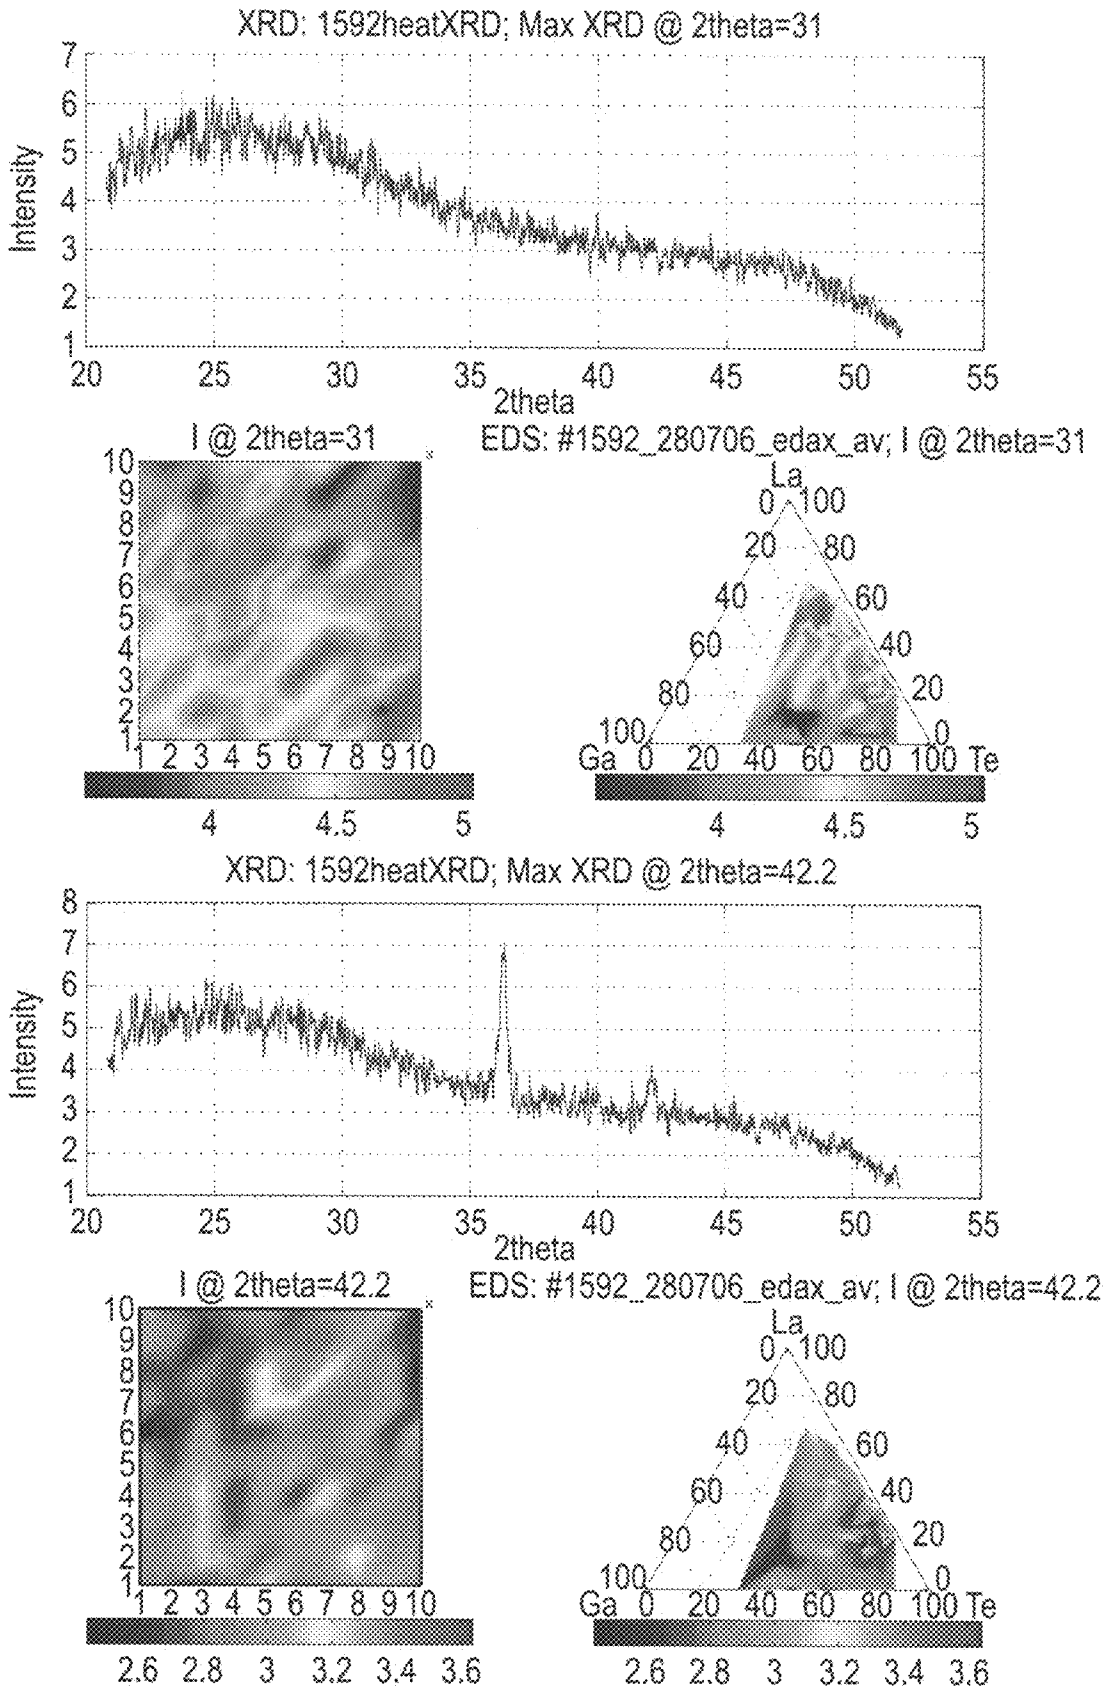 XRD: 1592heatXRD; Max XRD @ 2theta=31
7
6
5
4
3
2
1
Intensity
20 25 30 35 40 45 50 55
2theta
I @ 2theta=31
x
10
9
8
7
6
5
4
3
2
1
1 2 3 4 5 6 7 8 9 10
4 4.5 5
EDS: #1592_280706_edax_av; I @ 2theta=31
La
0 100
20 80
40 60
60 40
80 20
100 0
Ga 0 20 40 60 80 100 Te
4 4.5 5
XRD: 1592heatXRD; Max XRD @ 2theta=42.2
8
7
6
5
4
3
2
1
Intensity
20 25 30 35 40 45 50 55
2theta
I @ 2theta=42.2
x
10
9
8
7
6
5
4
3
2
1
1 2 3 4 5 6 7 8 9 10
2.6 2.8 3 3.2 3.4 3.6
EDS: #1592_280706_edax_av; I @ 2theta=42.2
La
0 100
20 80
40 60
60 40
80 20
100 0
Ga 0 20 40 60 80 100 Te
2.6 2.8 3 3.2 3.4 3.6